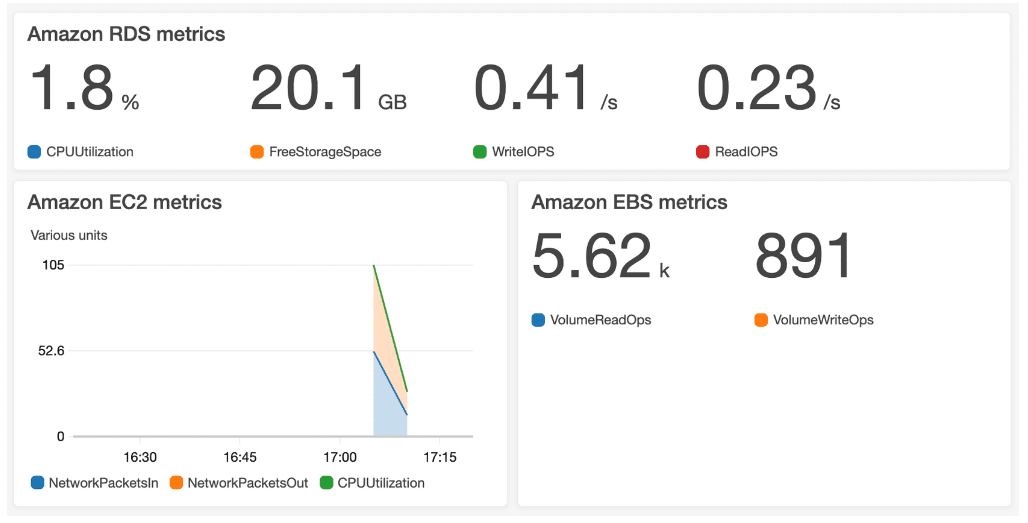 Amazon RDS metrics
1.8 % 20.1 GB 0.41 /s 0.23 /s
CPUUtilization FreeStorageSpace WriteIOPS ReadIOPS
Amazon EC2 metrics
Various units
105
52.6
0
16:30 16:45 17:00 17:15
NetworkPacketsIn NetworkPacketsOut CPUUtilization
Amazon EBS metrics
5.62 k 891
VolumeReadOps VolumeWriteOps